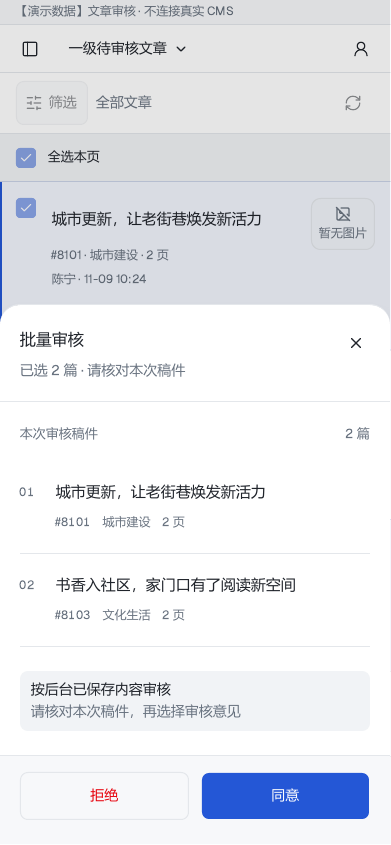 【演示数据】文章审核 · 不连接真实 CMS
一级待审核文章
筛选
全部文章
全选本页
城市更新，让老街巷焕发新活力
暂无图片
#8101 · 城市建设 · 2 页
陈宁 · 11-09 10:24
批量审核
已选 2 篇 · 请核对本次稿件
本次审核稿件
2 篇
01
城市更新，让老街巷焕发新活力
#8101 城市建设 2 页
02
书香入社区，家门口有了阅读新空间
#8103 文化生活 2 页
按后台已保存内容审核
请核对本次稿件，再选择审核意见
拒绝
同意